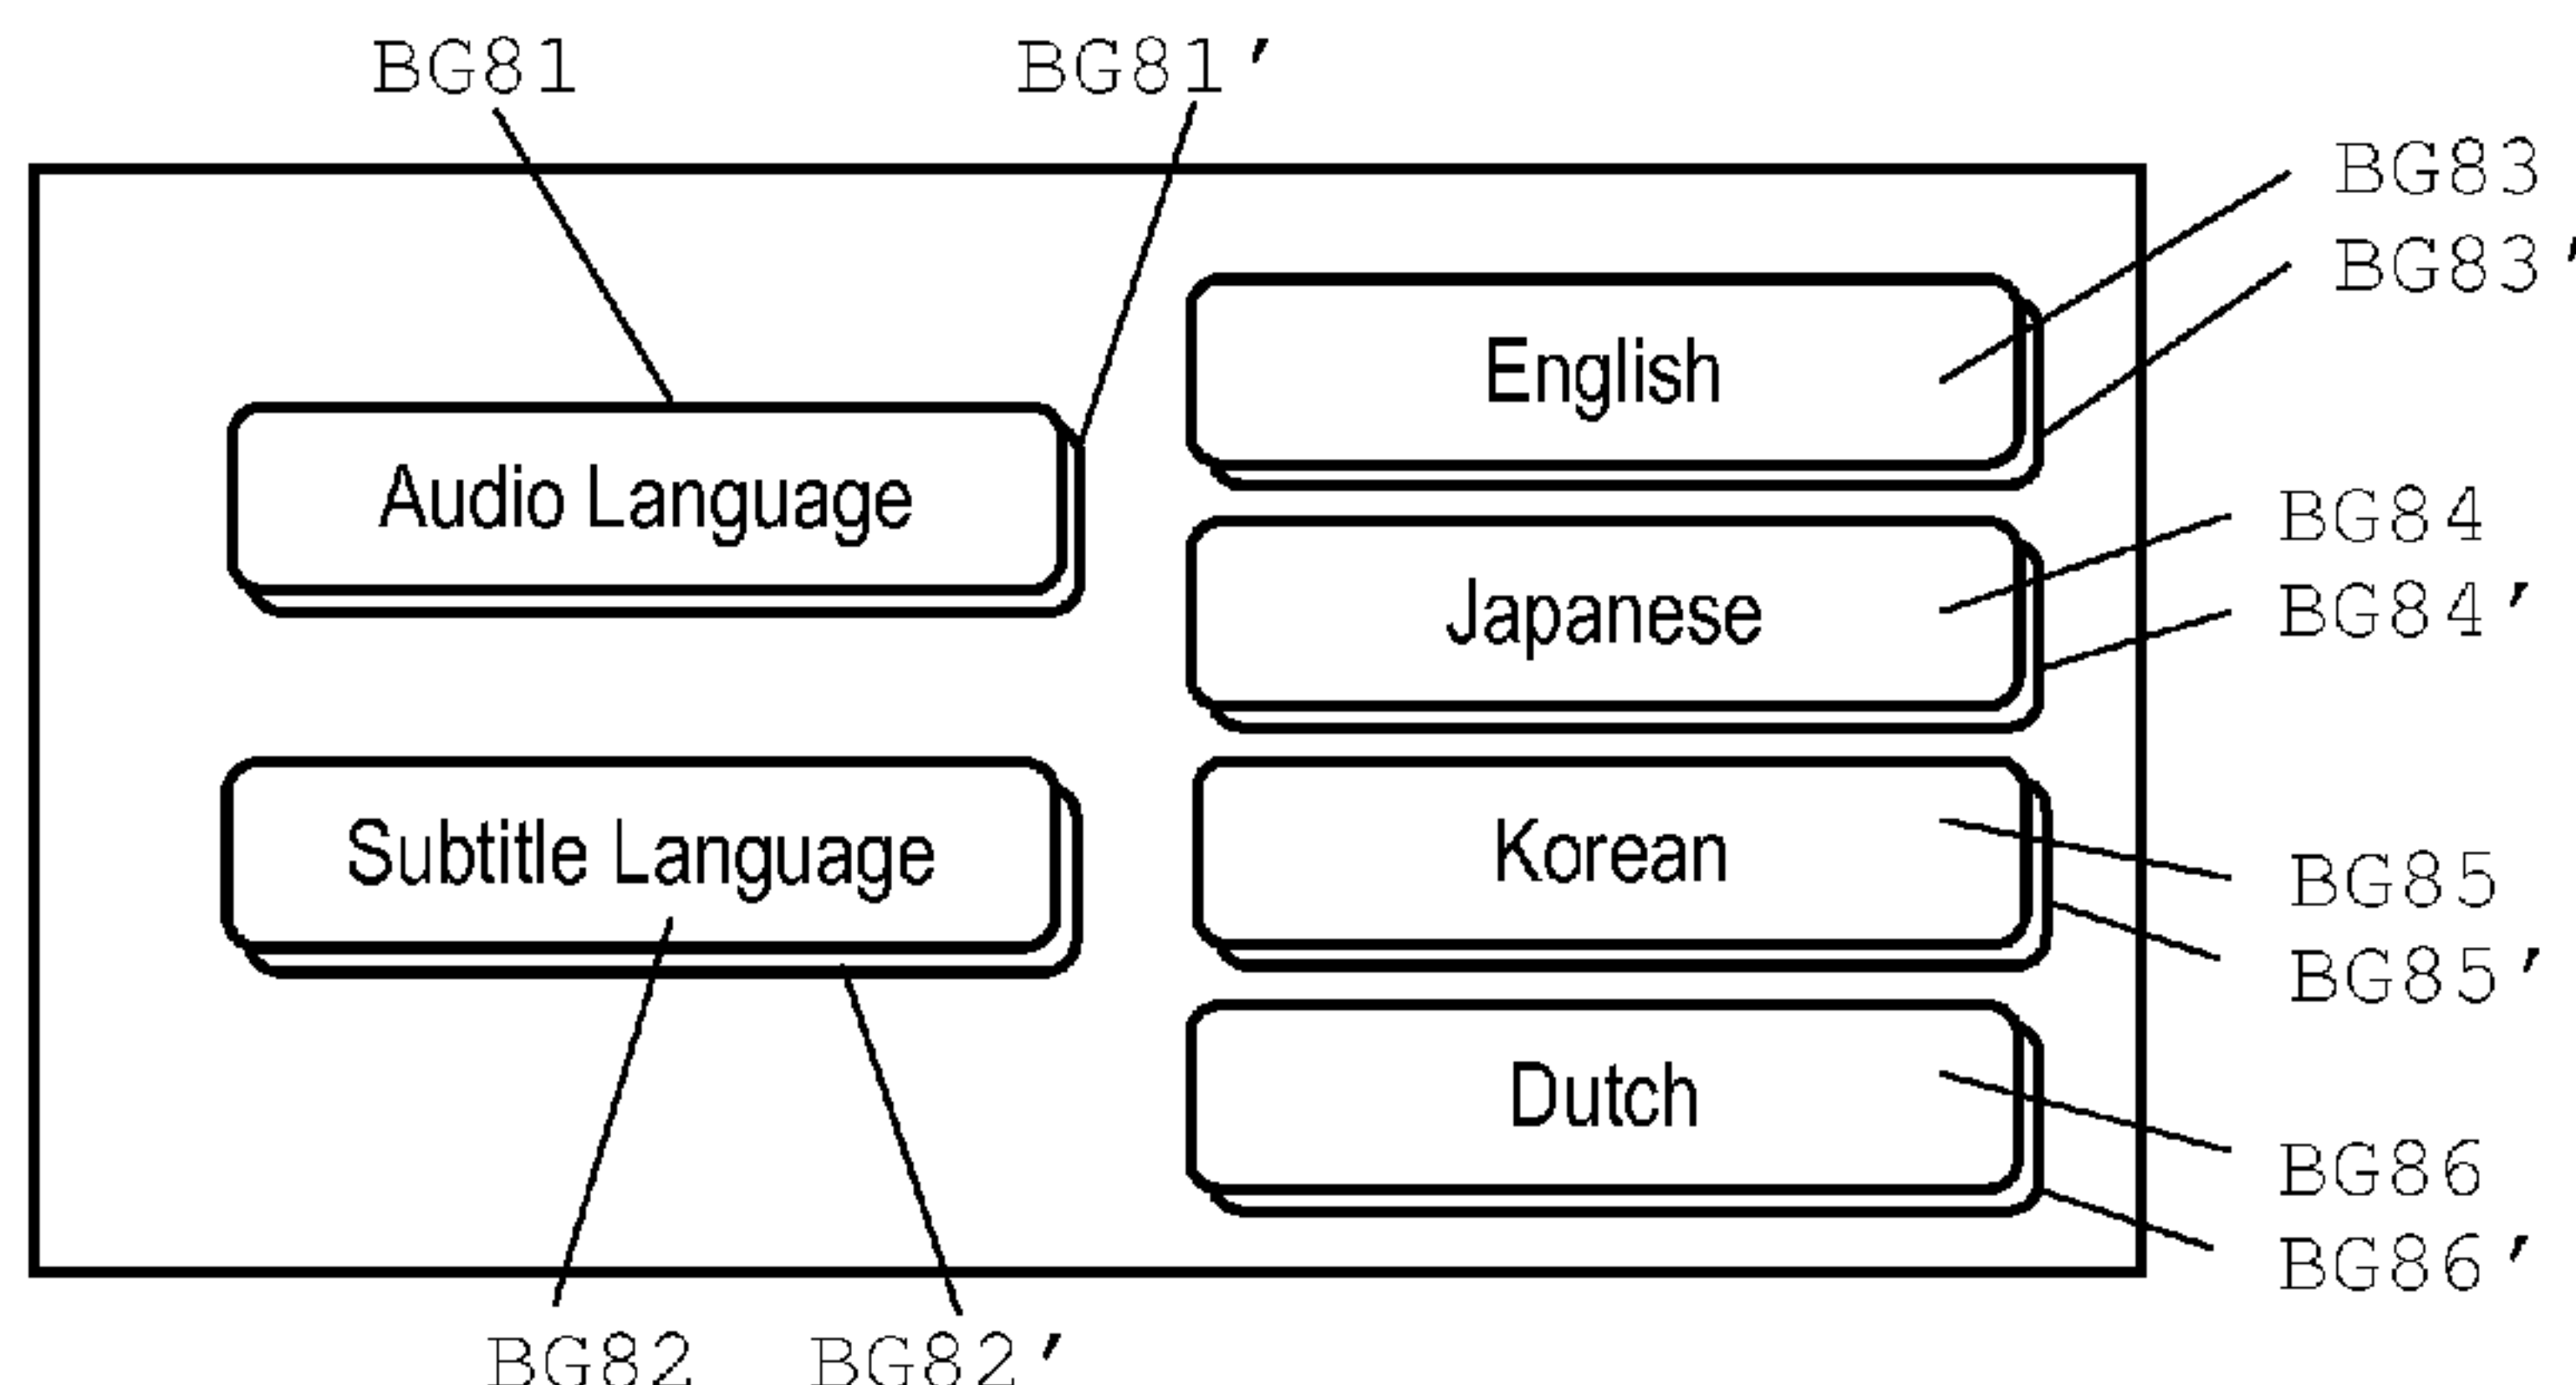 BG81 BG81'
BG83
BG83'
English
Audio Language
BG84
Japanese
BG84'
Subtitle Language
Korean
BG85
BG85'
Dutch
BG86
BG86'
BG82 BG82'